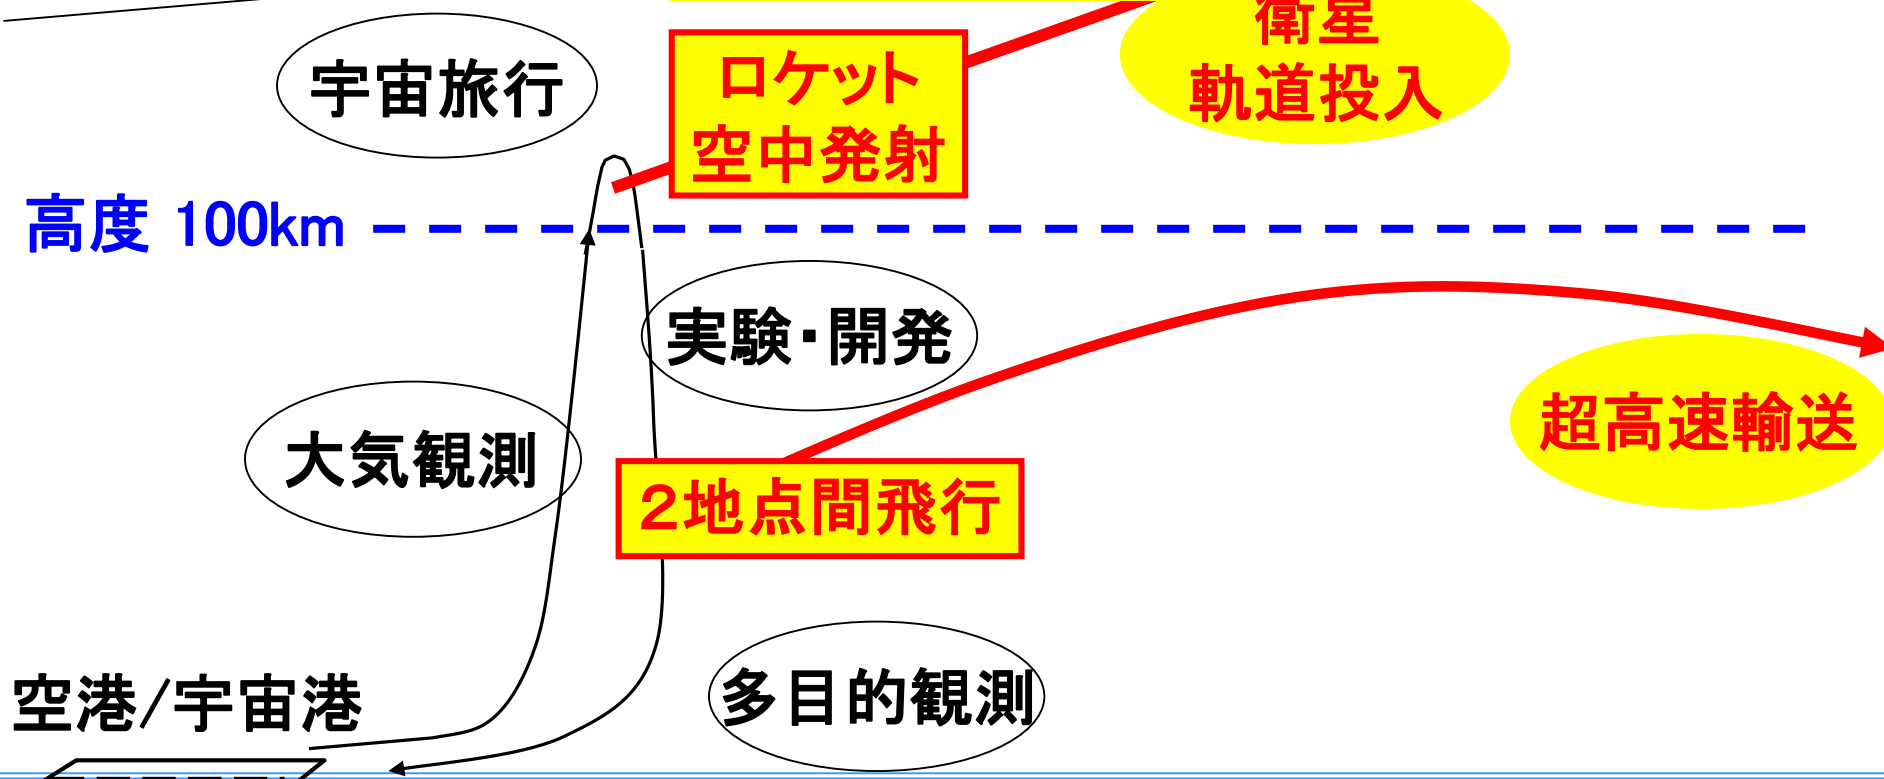 衛星
軌道投入
宇宙旅行
ロケット
空中発射
高度 100km
実験・開発
大気観測
超高速輸送
２地点間飛行
空港/宇宙港
多目的観測